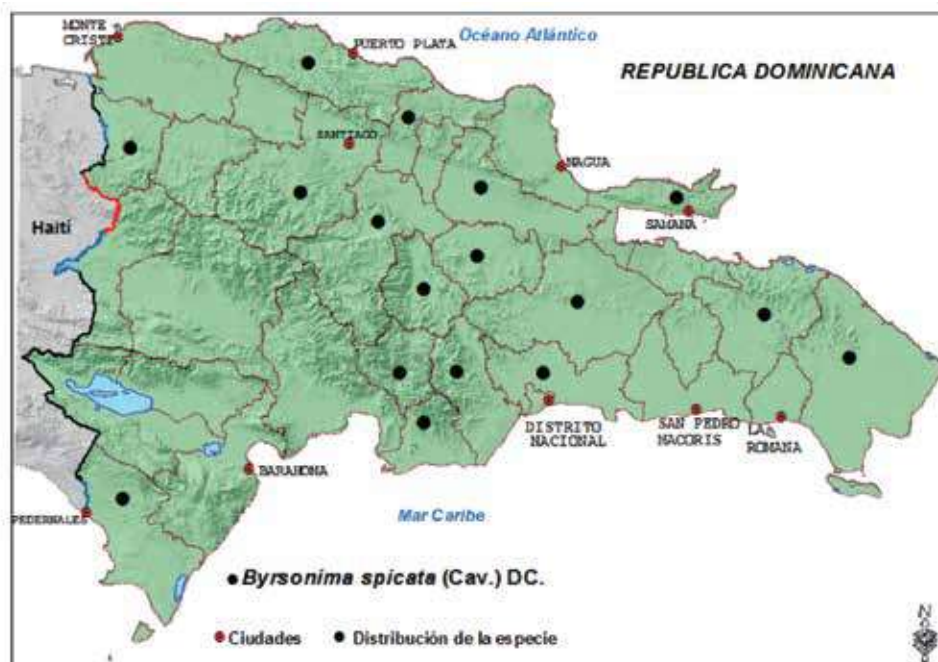 MONTE
CRISTI
Océano Atlántico
PUERTO PLATA
REPUBLICA DOMINICANA
SANTIAGO
NAGUA
SAMANA
Haití
DISTRITO
NACIONAL
SAN PEDRO
MACORIS
LA
ROMANA
BARAHONA
PEDERNALES
Mar Caribe
Byrsonima spicata (Cav.) DC.
Ciudades
Distribución de la especie
N